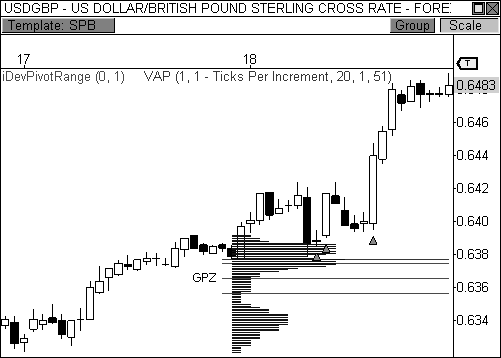 USDGBP - US DOLLAR/BRITISH POUND STERLING CROSS RATE - FORE
Template: SPB Group Scale
17 18 T
iDevPivotRange (0, 1) VAP (1, 1 - Ticks Per Increment, 20, 1, 51)
0.6483
0.646
0.644
0.642
0.640
0.638
GPZ
0.636
0.634